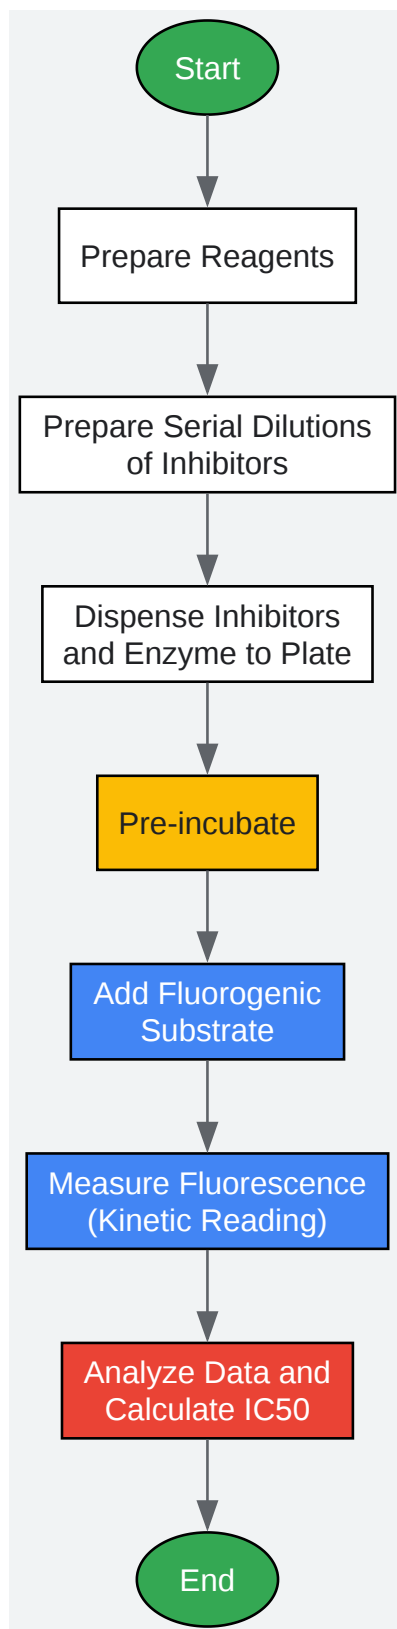 Start
Prepare Reagents
Prepare Serial Dilutions
of Inhibitors
Dispense Inhibitors
and Enzyme to Plate
Pre-incubate
Add Fluorogenic
Substrate
Measure Fluorescence
(Kinetic Reading)
Analyze Data and
Calculate IC50
End